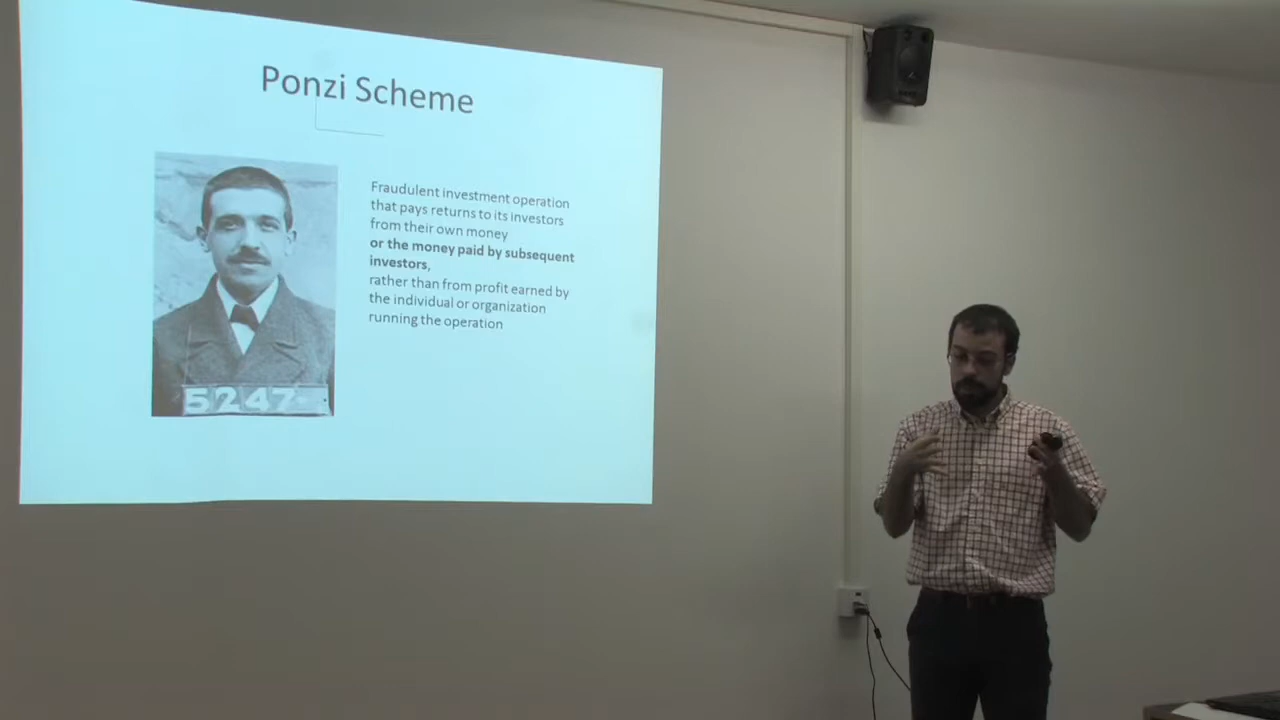 Ponzi Scheme
Fraudulent investment operation
that pays returns to its investors
from their own money
or the money paid by subsequent
investors,
rather than from profit earned by
the individual or organization
running the operation
5247